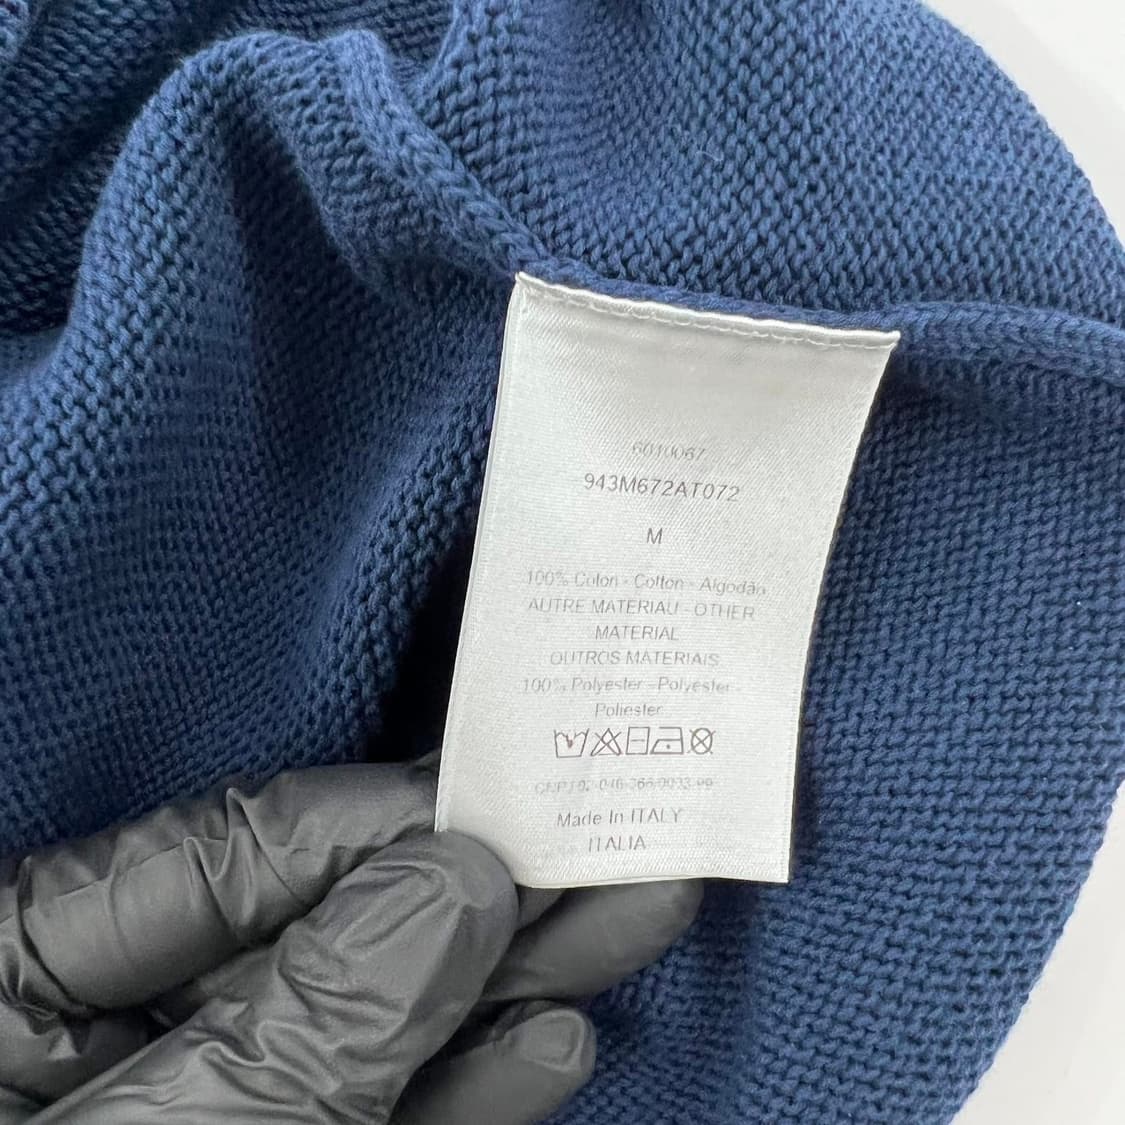 6010067
943M672AT072
M
100% Coton - Cotton - Algodão
AUTRE MATERIAU - OTHER
MATERIAL
OUTROS MATERIAIS
100% Polyester - Polyester -
Poliester
Made In ITALY
ITALIA